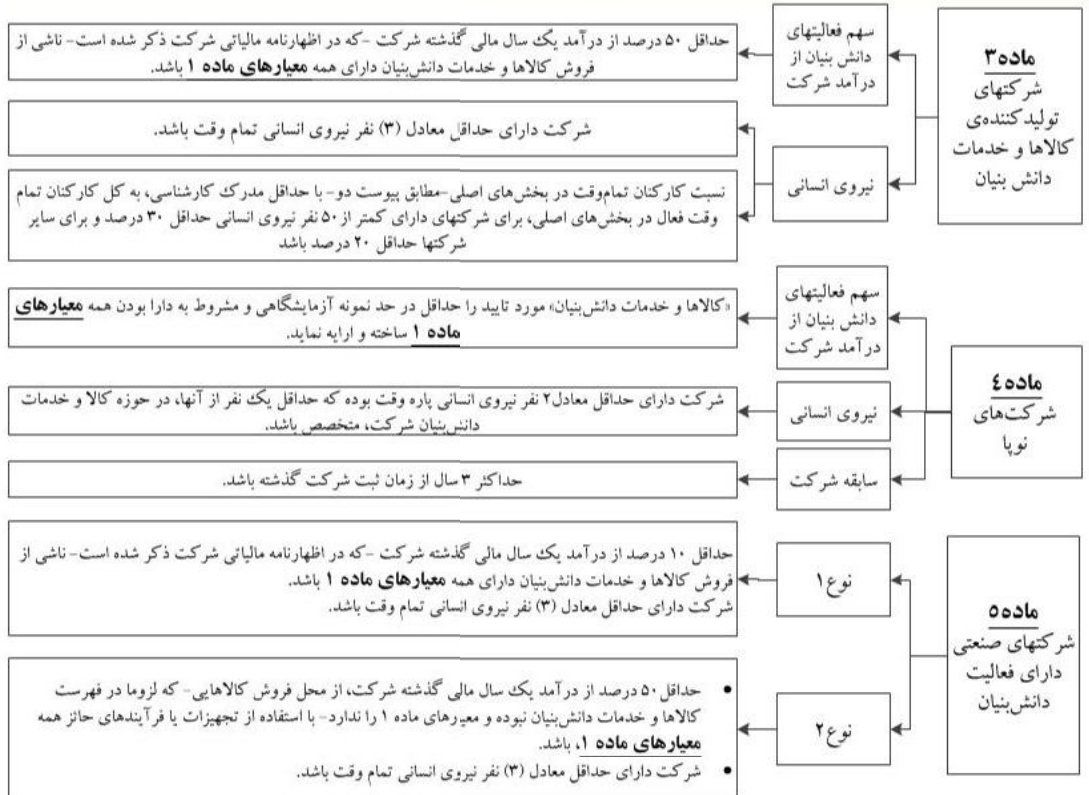 ماده۳
شرکتهای
تولیدکننده‌ی
کالاها و خدمات
دانش بنیان
سهم فعالیتهای
دانش بنیان از
درآمد شرکت
حداقل ۵۰ درصد از درآمد یک سال مالی گذشته شرکت -که در اظهارنامه مالیاتی شرکت ذکر شده است- ناشی از
فروش کالاها و خدمات دانش‌بنیان دارای همه معیارهای ماده ۱ باشد.
نیروی انسانی
شرکت دارای حداقل معادل (۳) نفر نیروی انسانی تمام وقت باشد.
نسبت کارکنان تمام‌وقت در بخش‌های اصلی-مطابق پیوست دو- با حداقل مدرک کارشناسی، به کل کارکنان تمام
وقت فعال در بخش‌های اصلی، برای شرکتهای دارای کمتر از ۵۰ نفر نیروی انسانی حداقل ۳۰ درصد و برای سایر
شرکتها حداقل ۲۰ درصد باشد
ماده٤
شرکت‌های
نوپا
سهم فعالیتهای
دانش بنیان از
درآمد شرکت
«کالاها و خدمات دانش‌بنیان» مورد تایید را حداقل در حد نمونه آزمایشگاهی و مشروط به دارا بودن همه معیارهای
ماده ۱ ساخته و ارایه نماید.
نیروی انسانی
شرکت دارای حداقل معادل۲ نفر نیروی انسانی پاره وقت بوده که حداقل یک نفر از آنها، در حوزه کالا و خدمات
دانش‌بنیان شرکت، متخصص باشد.
سابقه شرکت
حداکثر ۳ سال از زمان ثبت شرکت گذشته باشد.
ماده٥
شرکتهای صنعتی
دارای فعالیت
دانش‌بنیان
نوع۱
حداقل ۱۰ درصد از درآمد یک سال مالی گذشته شرکت -که در اظهارنامه مالیاتی شرکت ذکر شده است- ناشی از
فروش کالاها و خدمات دانش‌بنیان دارای همه معیارهای ماده ۱ باشد.
شرکت دارای حداقل معادل (۳) نفر نیروی انسانی تمام وقت باشد.
نوع۲
• حداقل۵۰ درصد از درآمد یک سال مالی گذشته شرکت، از محل فروش کالاهایی- که لزوما در فهرست
کالاها و خدمات دانش‌بنیان نبوده و معیرهای ماده ۱ را ندارد- با استفاده از تجهیزات یا فرآیندهای حائز همه
معیارهای ماده ۱، باشد.
• شرکت دارای حداقل معادل (۳) نفر نیروی انسانی تمام وقت باشد.